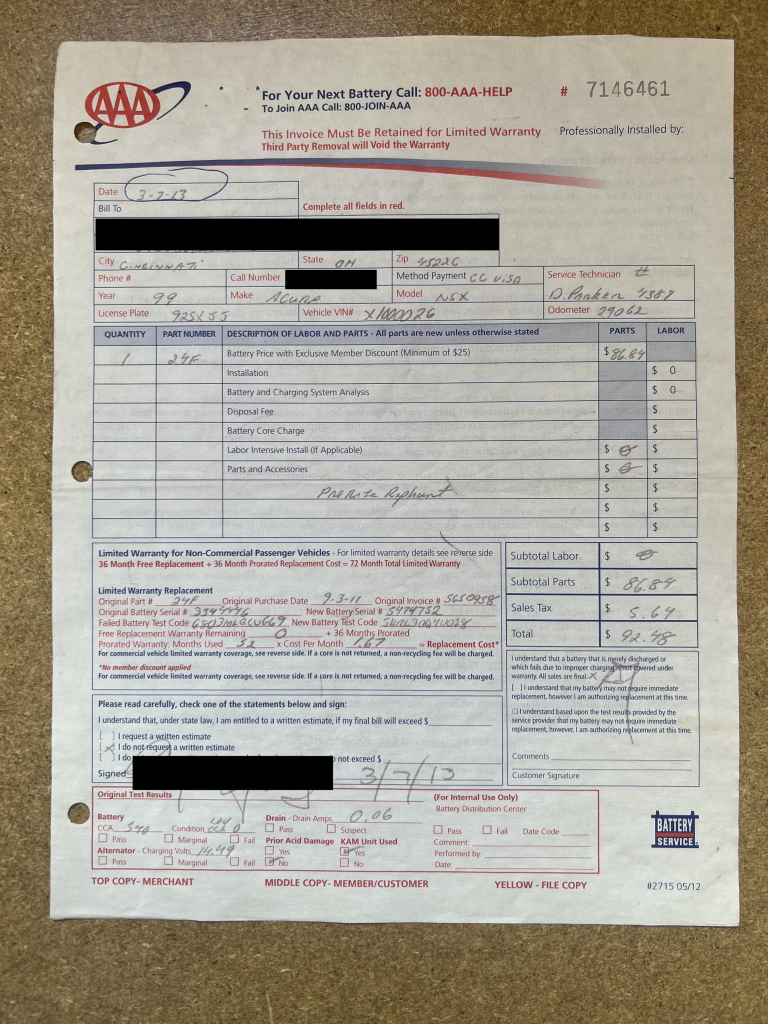 AAA
For Your Next Battery Call: 800-AAA-HELP
To Join AAA Call: 800-JOIN-AAA
# 7146461
This Invoice Must Be Retained for Limited Warranty
Third Party Removal will Void the Warranty
Professionally Installed by:
Date 3-7-13
Bill To
Complete all fields in red.
City CINCINNATI State OH Zip 45226
Phone # Call Number Method Payment CC VISA Service Technician #
Year 99 Make ACURA Model NSX D. Parker 4387
License Plate 925XSS Vehicle VIN# X1000026 Odometer 29062
QUANTITY PART NUMBER DESCRIPTION OF LABOR AND PARTS - All parts are new unless otherwise stated PARTS LABOR
1 24F Battery Price with Exclusive Member Discount (Minimum of $25) $ 86.84
Installation $ 0
Battery and Charging System Analysis $ 0
Disposal Fee $
Battery Core Charge $
Labor Intensive Install (If Applicable) $ 0 $
Parts and Accessories $ 0 $
$ $
$ $
$ $
Limited Warranty for Non-Commercial Passenger Vehicles - For limited warranty details see reverse side
36 Month Free Replacement + 36 Month Prorated Replacement Cost = 72 Month Total Limited Warranty
Limited Warranty Replacement
Original Part # 24F Original Purchase Date 9-3-11 Original Invoice # 5650958
Original Battery Serial # 3544446 New Battery Serial # 5474752
Failed Battery Test Code New Battery Test Code
Free Replacement Warranty Remaining 0 + 36 Months Prorated
Prorated Warranty: Months Used 52 x Cost Per Month 1.67 = Replacement Cost*
For commercial vehicle limited warranty coverage, see reverse side. If a core is not returned, a non-recycling fee will be charged.
*No member discount applied
For commercial vehicle limited warranty coverage, see reverse side. If a core is not returned, a non-recycling fee will be charged.
Subtotal Labor $ 0
Subtotal Parts $ 86.84
Sales Tax $ 5.64
Total $ 92.48
I understand that a battery that is merely discharged or
which fails due to improper charging is not covered under
warranty. All sales are final. X
[ ] I understand that my battery may not require immediate
replacement, however I am authorizing replacement at this time.
☐ I understand based upon the test results provided by the
service provider that my battery may not require immediate
replacement, however, I am authorizing replacement at this time.
Comments
Customer Signature
Please read carefully, check one of the statements below and sign:
I understand that, under state law, I am entitled to a written estimate, if my final bill will exceed $
[ ] I request a written estimate
[X] I do not request a written estimate
[ ] I do not exceed $
Signed 3/7/13
Original Test Results
Battery
CCA 540 Condition CCA 0
Pass Marginal Fail
Alternator - Charging Volts 14.49
Pass Marginal Fail
Drain - Drain Amps 0.06
Pass Suspect
Prior Acid Damage KAM Unit Used
Yes Yes
No No
(For Internal Use Only)
Battery Distribution Center
Pass Fail Date Code
Comment:
Performed by:
Date:
BATTERY
SERVICE
TOP COPY- MERCHANT MIDDLE COPY- MEMBER/CUSTOMER YELLOW - FILE COPY #2715 05/12